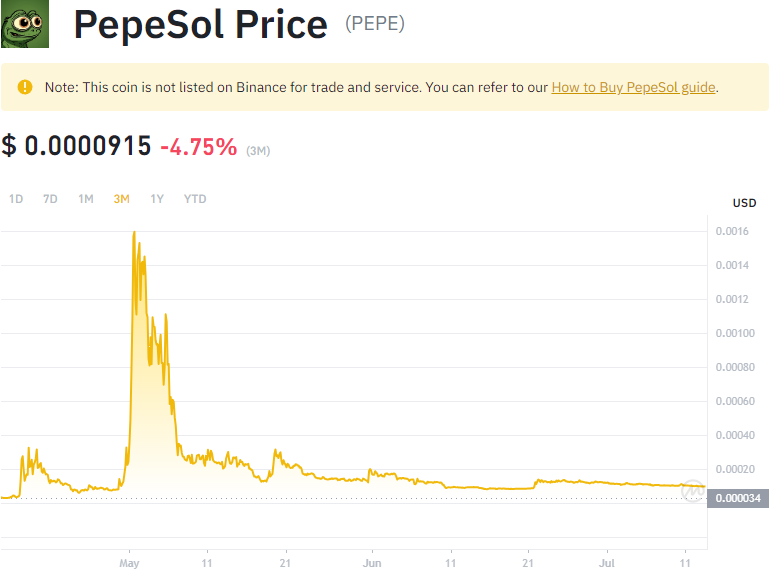 PepeSol Price (PEPE)
Note: This coin is not listed on Binance for trade and service. You can refer to our How to Buy PepeSol guide.
$ 0.0000915 -4.75% (3M)
1D 7D 1M 3M 1Y YTD
USD
0.0016
0.0014
0.0012
0.00100
0.00080
0.00060
0.00040
0.00020
0.000034
May 11 21 Jun 11 21 Jul 11